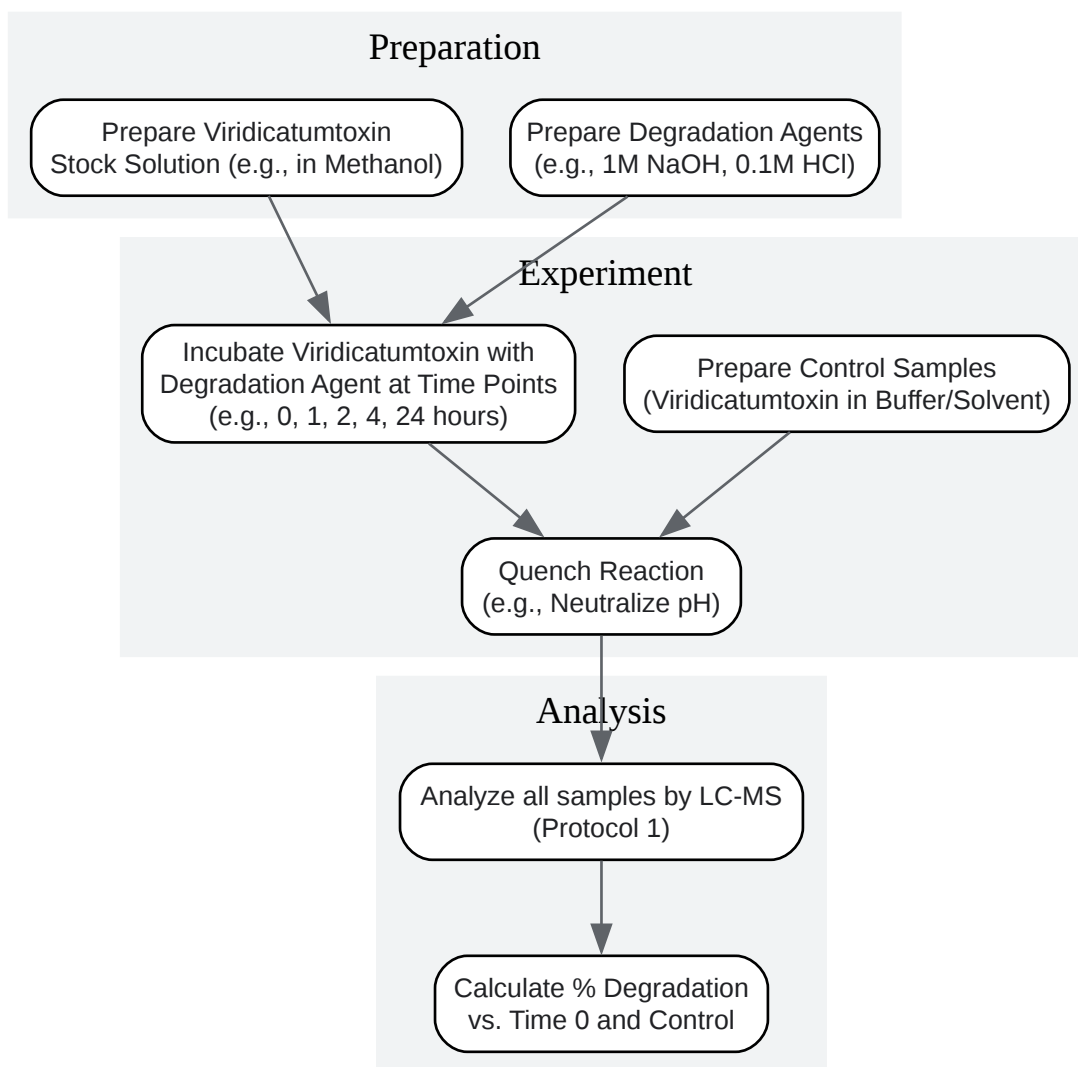 Preparation
Prepare Viridicatumtoxin
Stock Solution (e.g., in Methanol)
Prepare Degradation Agents
(e.g., 1M NaOH, 0.1M HCl)
Experiment
Incubate Viridicatumtoxin with
Degradation Agent at Time Points
(e.g., 0, 1, 2, 4, 24 hours)
Prepare Control Samples
(Viridicatumtoxin in Buffer/Solvent)
Quench Reaction
(e.g., Neutralize pH)
Analysis
Analyze all samples by LC-MS
(Protocol 1)
Calculate % Degradation
vs. Time 0 and Control